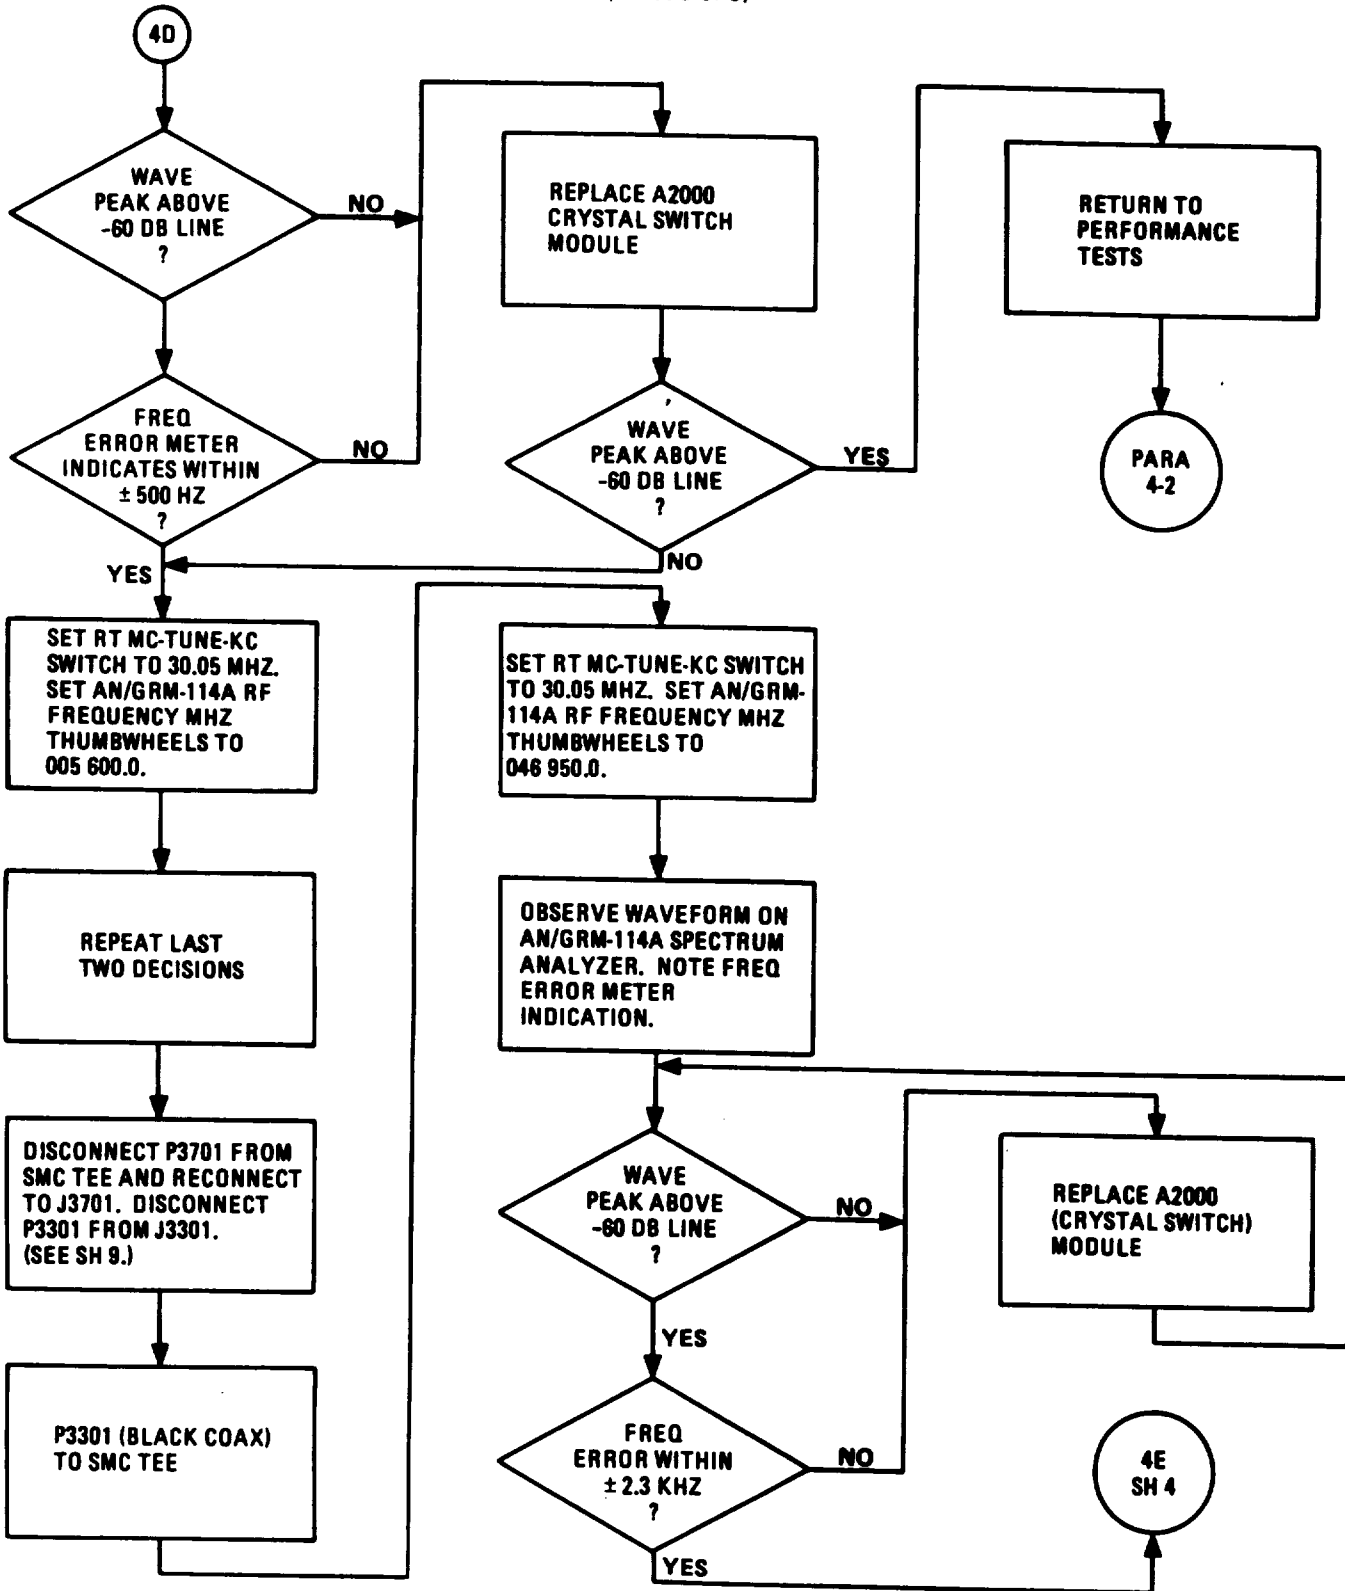 4D
WAVE
PEAK ABOVE
-60 DB LINE
?
NO
REPLACE A2000
CRYSTAL SWITCH
MODULE
RETURN TO
PERFORMANCE
TESTS
FREQ
ERROR METER
INDICATES WITHIN
± 500 HZ
?
NO
WAVE
PEAK ABOVE
-60 DB LINE
?
YES
PARA
4-2
YES
NO
SET RT MC-TUNE-KC
SWITCH TO 30.05 MHZ.
SET AN/GRM-114A RF
FREQUENCY MHZ
THUMBWHEELS TO
005 600.0.
SET RT MC-TUNE-KC SWITCH
TO 30.05 MHZ. SET AN/GRM-
114A RF FREQUENCY MHZ
THUMBWHEELS TO
046 950.0.
REPEAT LAST
TWO DECISIONS
OBSERVE WAVEFORM ON
AN/GRM-114A SPECTRUM
ANALYZER. NOTE FREQ
ERROR METER
INDICATION.
DISCONNECT P3701 FROM
SMC TEE AND RECONNECT
TO J3701. DISCONNECT
P3301 FROM J3301.
(SEE SH 9.)
WAVE
PEAK ABOVE
-60 DB LINE
?
NO
REPLACE A2000
(CRYSTAL SWITCH)
MODULE
YES
P3301 (BLACK COAX)
TO SMC TEE
FREQ
ERROR WITHIN
± 2.3 KHZ
?
NO
4E
SH 4
YES